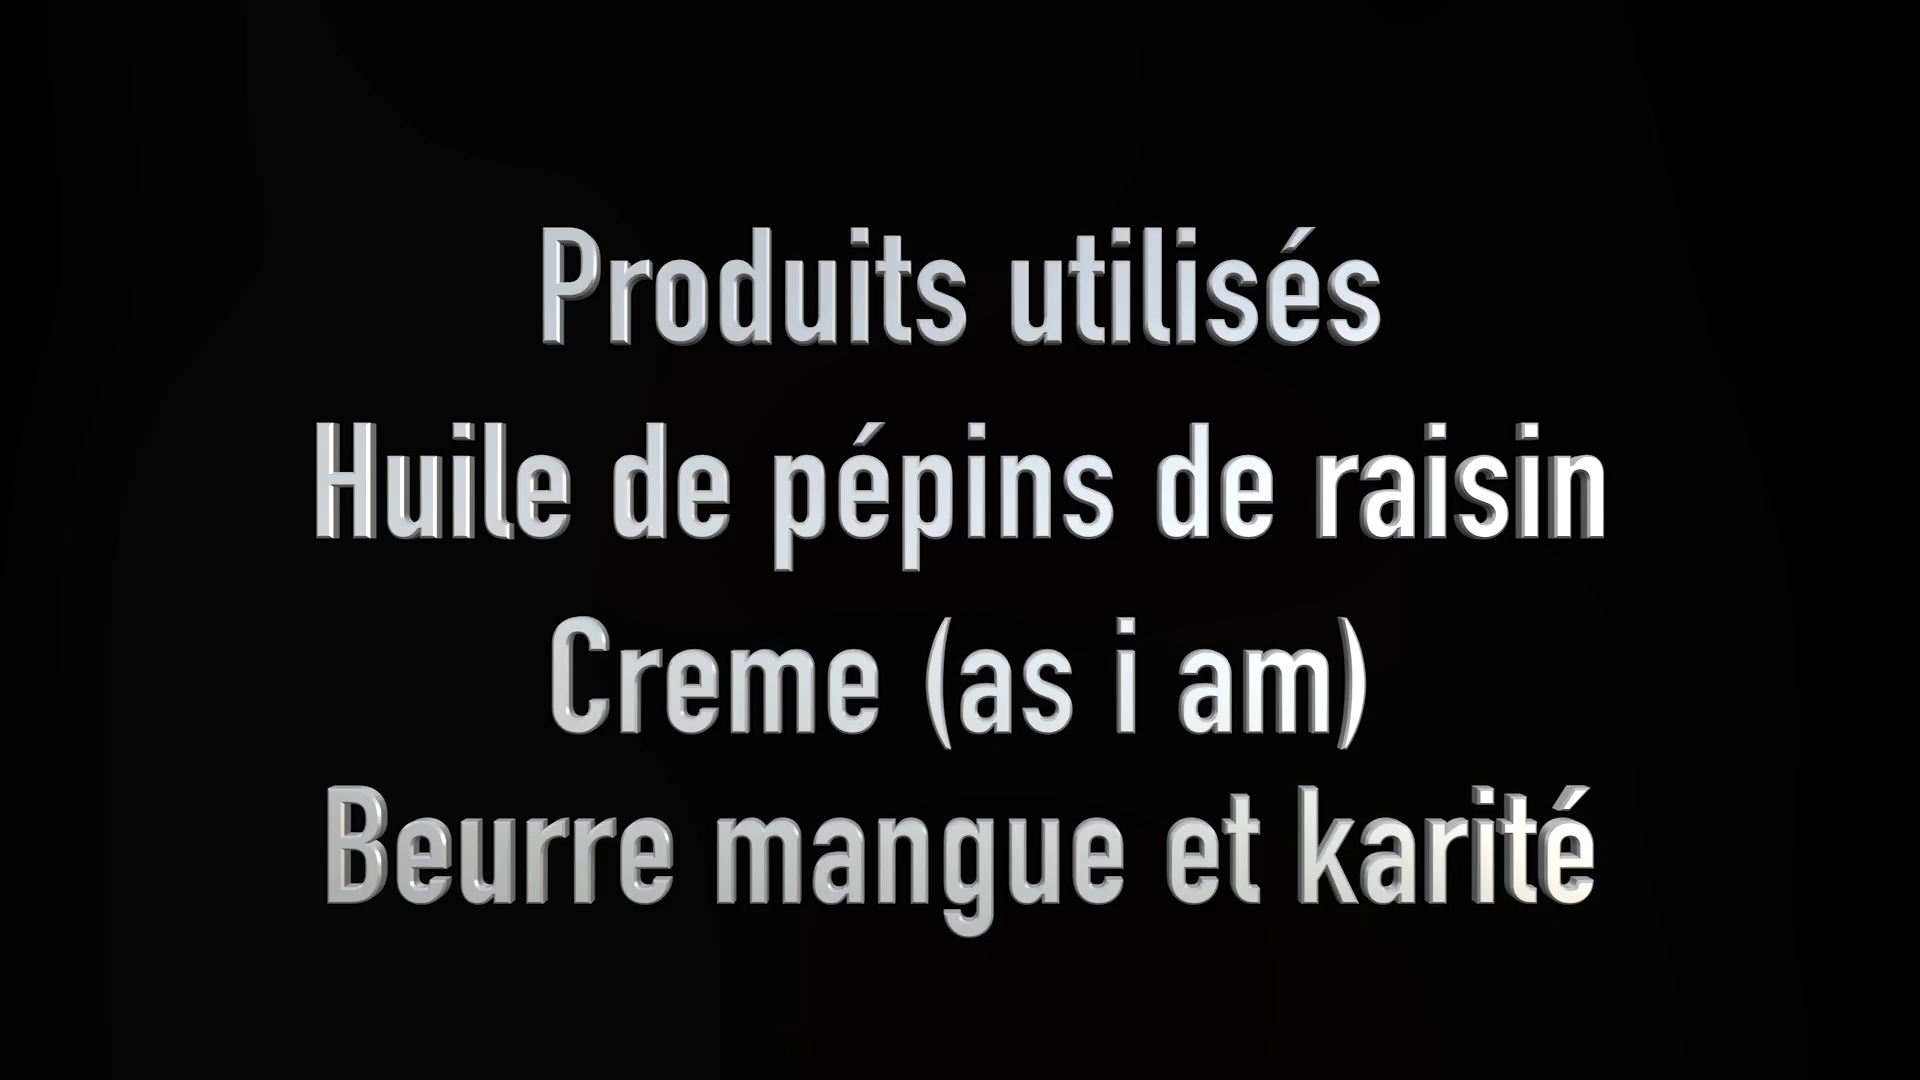 Produits utilisés
Huile de pépins de raisin
Creme (as i am)
Beurre mangue et karité